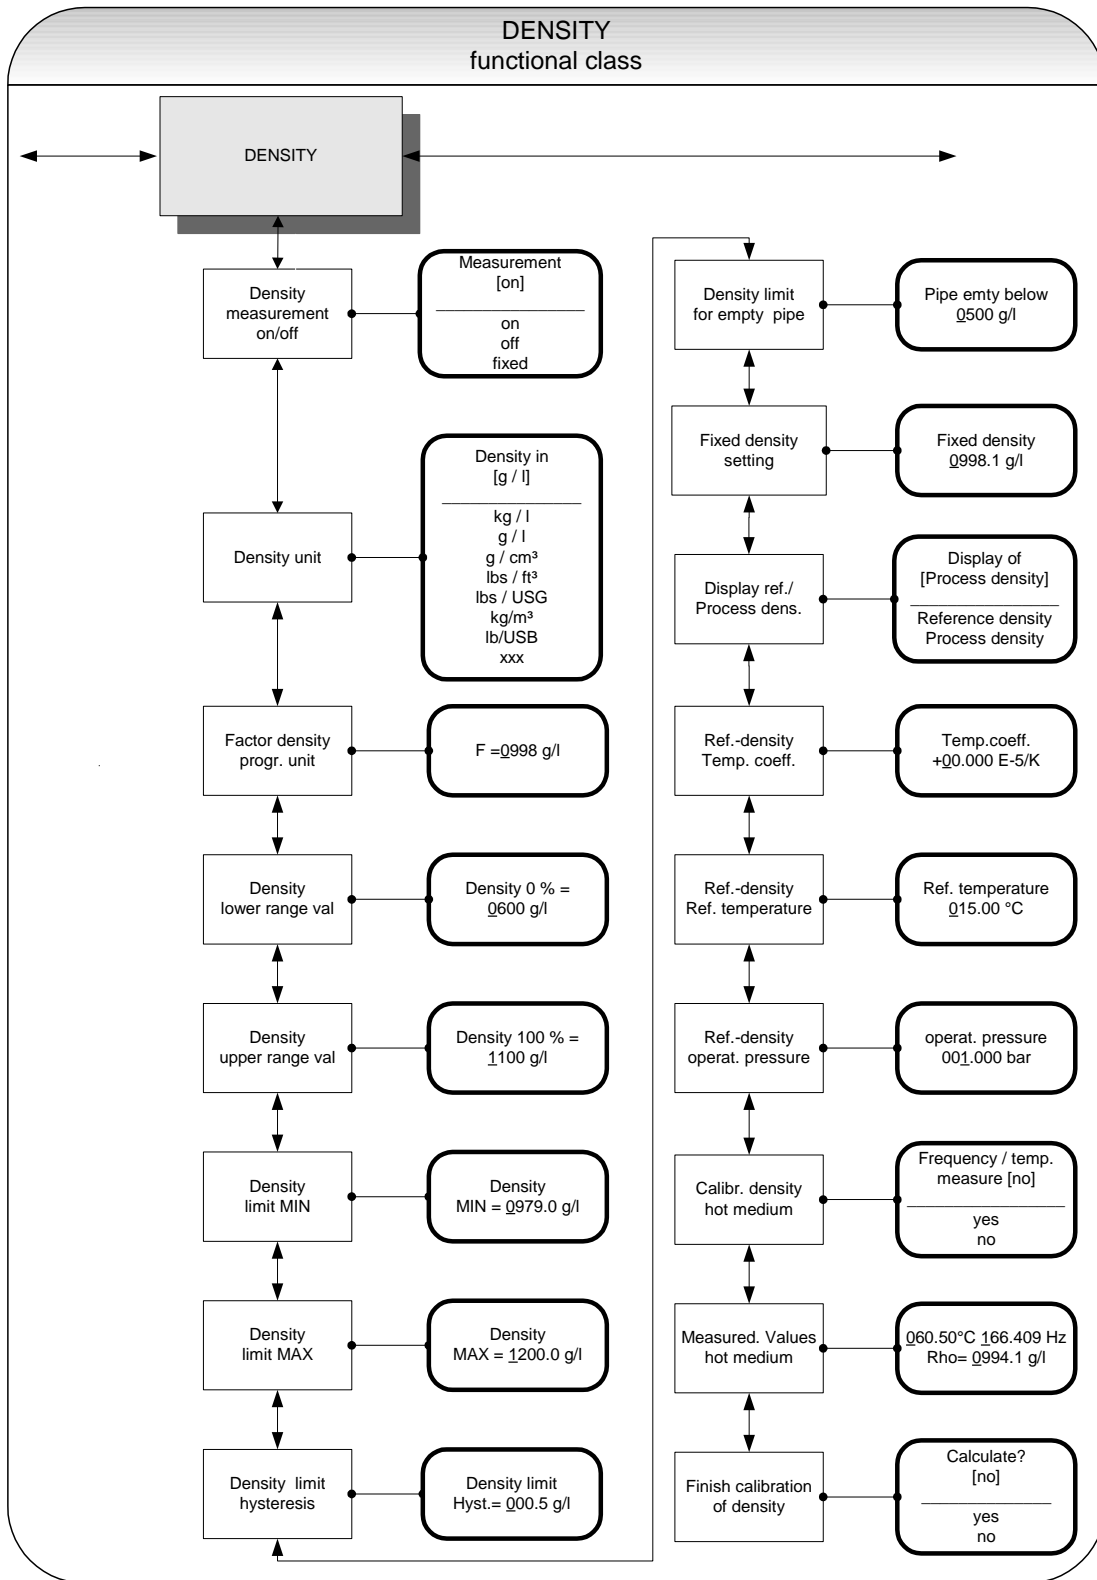 DENSITY
functional class
DENSITY
Density
measurement
on/off
Measurement
[on]
on
off
fixed
Density unit
Density in
[g / l]
kg / l
g / l
g / cm³
lbs / ft³
lbs / USG
kg/m³
lb/USB
xxx
Factor density
progr. unit
F =0998 g/l
Density
lower range val
Density 0 % =
0600 g/l
Density
upper range val
Density 100 % =
1100 g/l
Density
limit MIN
Density
MIN = 0979.0 g/l
Density
limit MAX
Density
MAX = 1200.0 g/l
Density limit
hysteresis
Density limit
Hyst.= 000.5 g/l
Density limit
for empty pipe
Pipe emty below
0500 g/l
Fixed density
setting
Fixed density
0998.1 g/l
Display ref./
Process dens.
Display of
[Process density]
Reference density
Process density
Ref.-density
Temp. coeff.
Temp.coeff.
+00.000 E-5/K
Ref.-density
Ref. temperature
Ref. temperature
015.00 °C
Ref.-density
operat. pressure
operat. pressure
001.000 bar
Calibr. density
hot medium
Frequency / temp.
measure [no]
yes
no
Measured. Values
hot medium
060.50°C 166.409 Hz
Rho= 0994.1 g/l
Finish calibration
of density
Calculate?
[no]
yes
no